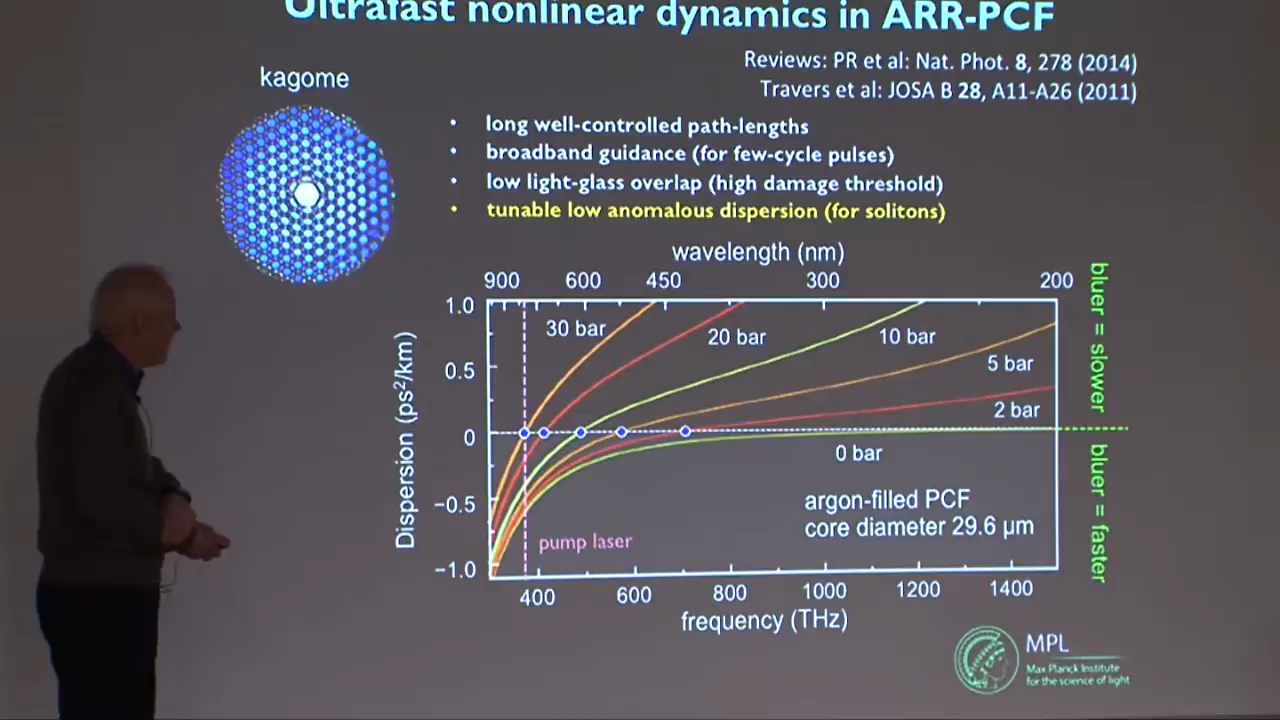 Ultrafast nonlinear dynamics in ARR-PCF
Reviews: PR et al: Nat. Phot. 8, 278 (2014)
Travers et al: JOSA B 28, A11-A26 (2011)
kagome
• long well-controlled path-lengths
• broadband guidance (for few-cycle pulses)
• low light-glass overlap (high damage threshold)
• tunable low anomalous dispersion (for solitons)
wavelength (nm)
900 600 450 300 200
1.0
0.5
0
−0.5
−1.0
Dispersion (ps²/km)
30 bar
20 bar
10 bar
5 bar
2 bar
0 bar
argon-filled PCF
core diameter 29.6 µm
pump laser
400 600 800 1000 1200 1400
frequency (THz)
bluer = slower
bluer = faster
MPL
Max Planck Institute
for the science of light